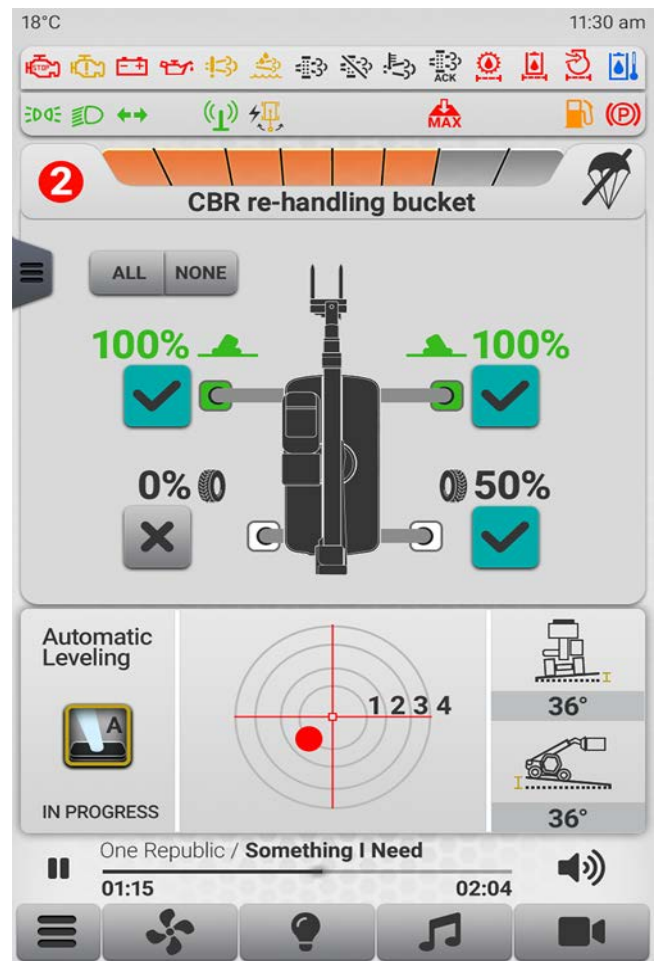 18°C 11:30 am
STOP
ACK
MAX
P
2
CBR re-handling bucket
ALL NONE
100% 100%
0% 50%
Automatic
Leveling
1 2 3 4
A
36°
IN PROGRESS
36°
One Republic / Something I Need
01:15 02:04